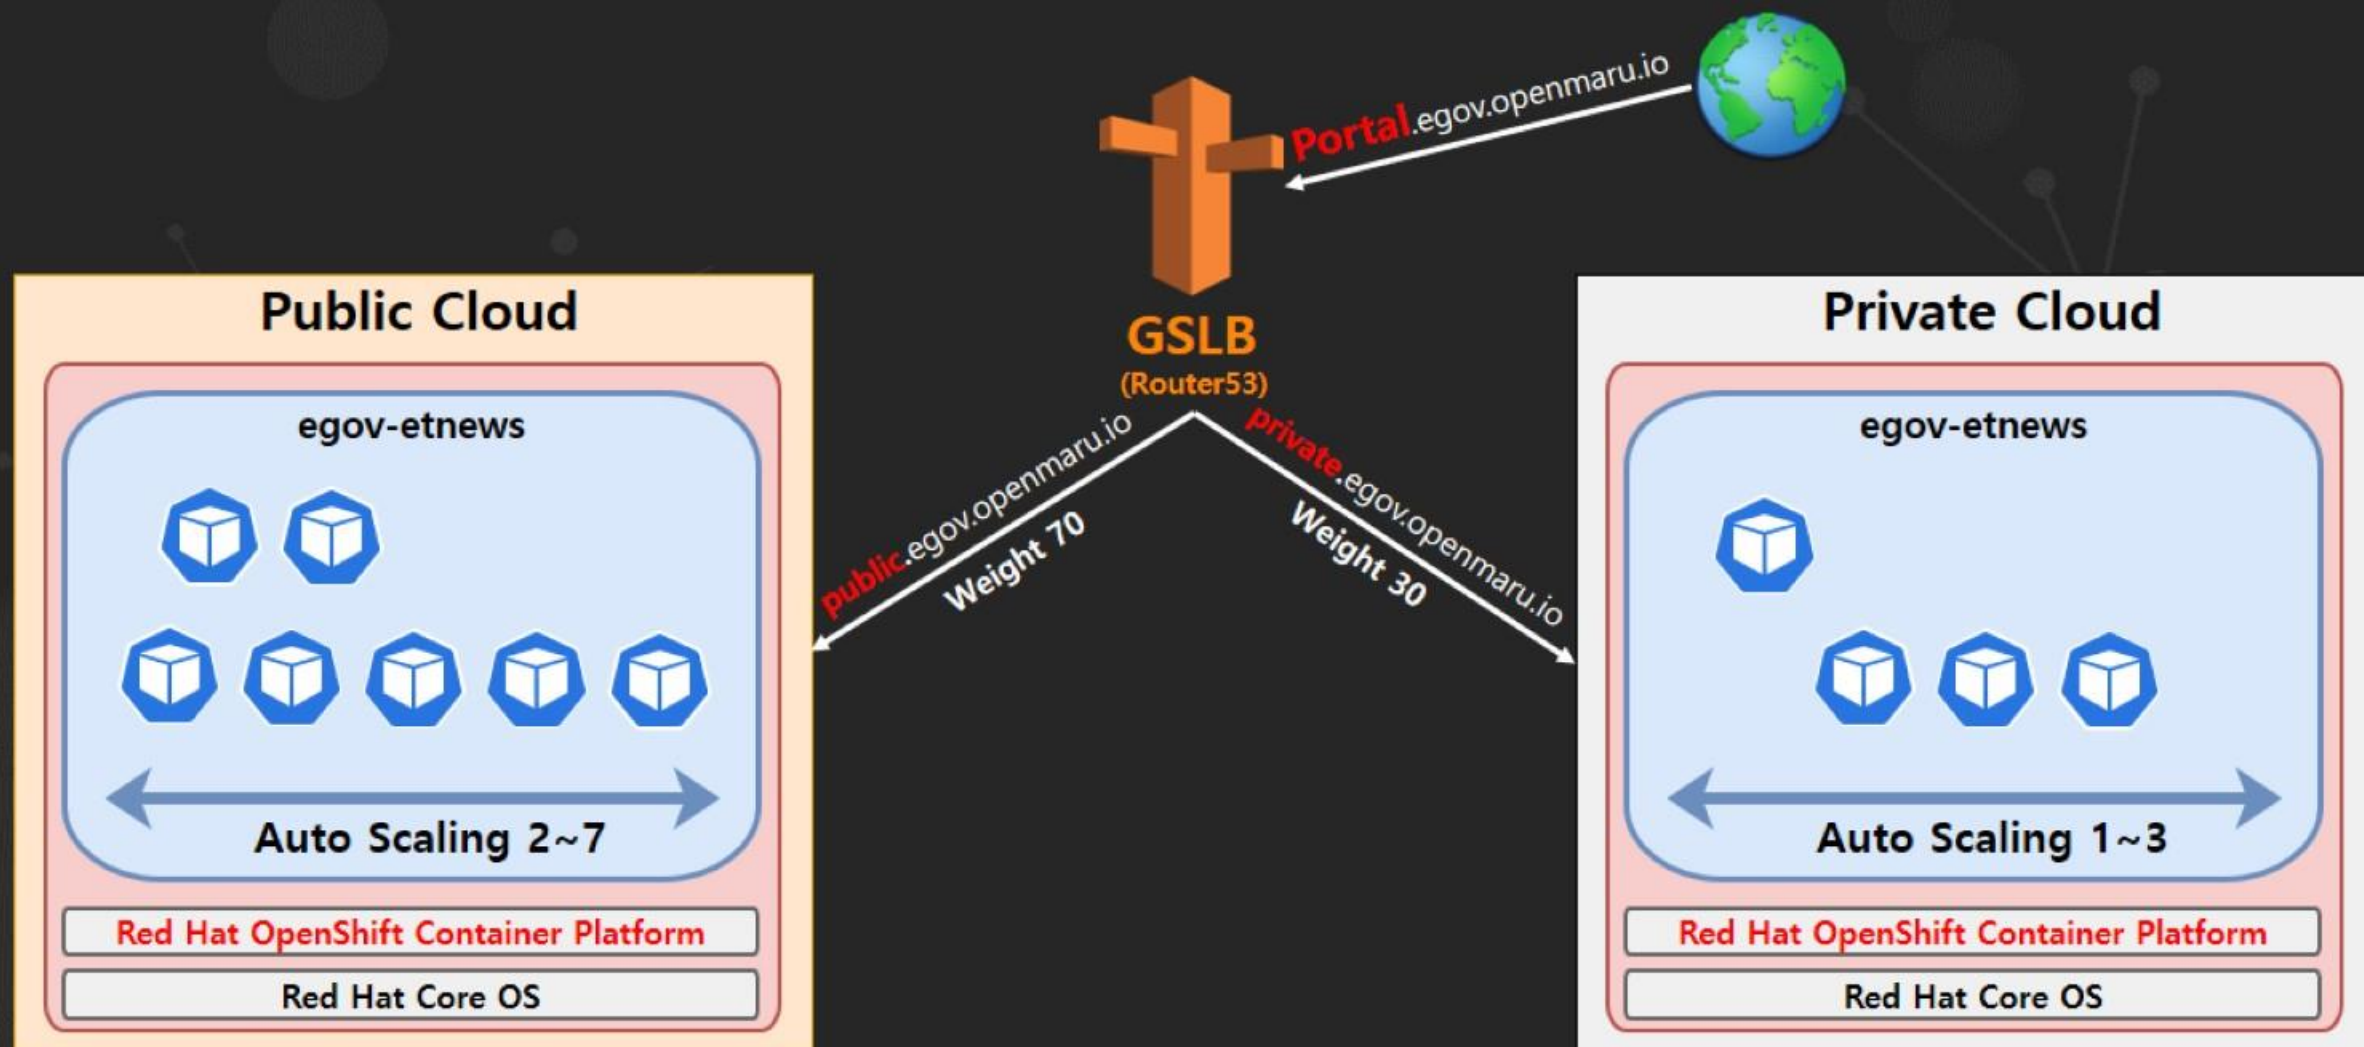 Portal.egov.openmaru.io
GSLB
(Router53)
public.egov.openmaru.io
Weight 70
private.egov.openmaru.io
Weight 30
Public Cloud
egov-etnews
Auto Scaling 2~7
Red Hat OpenShift Container Platform
Red Hat Core OS
Private Cloud
egov-etnews
Auto Scaling 1~3
Red Hat OpenShift Container Platform
Red Hat Core OS